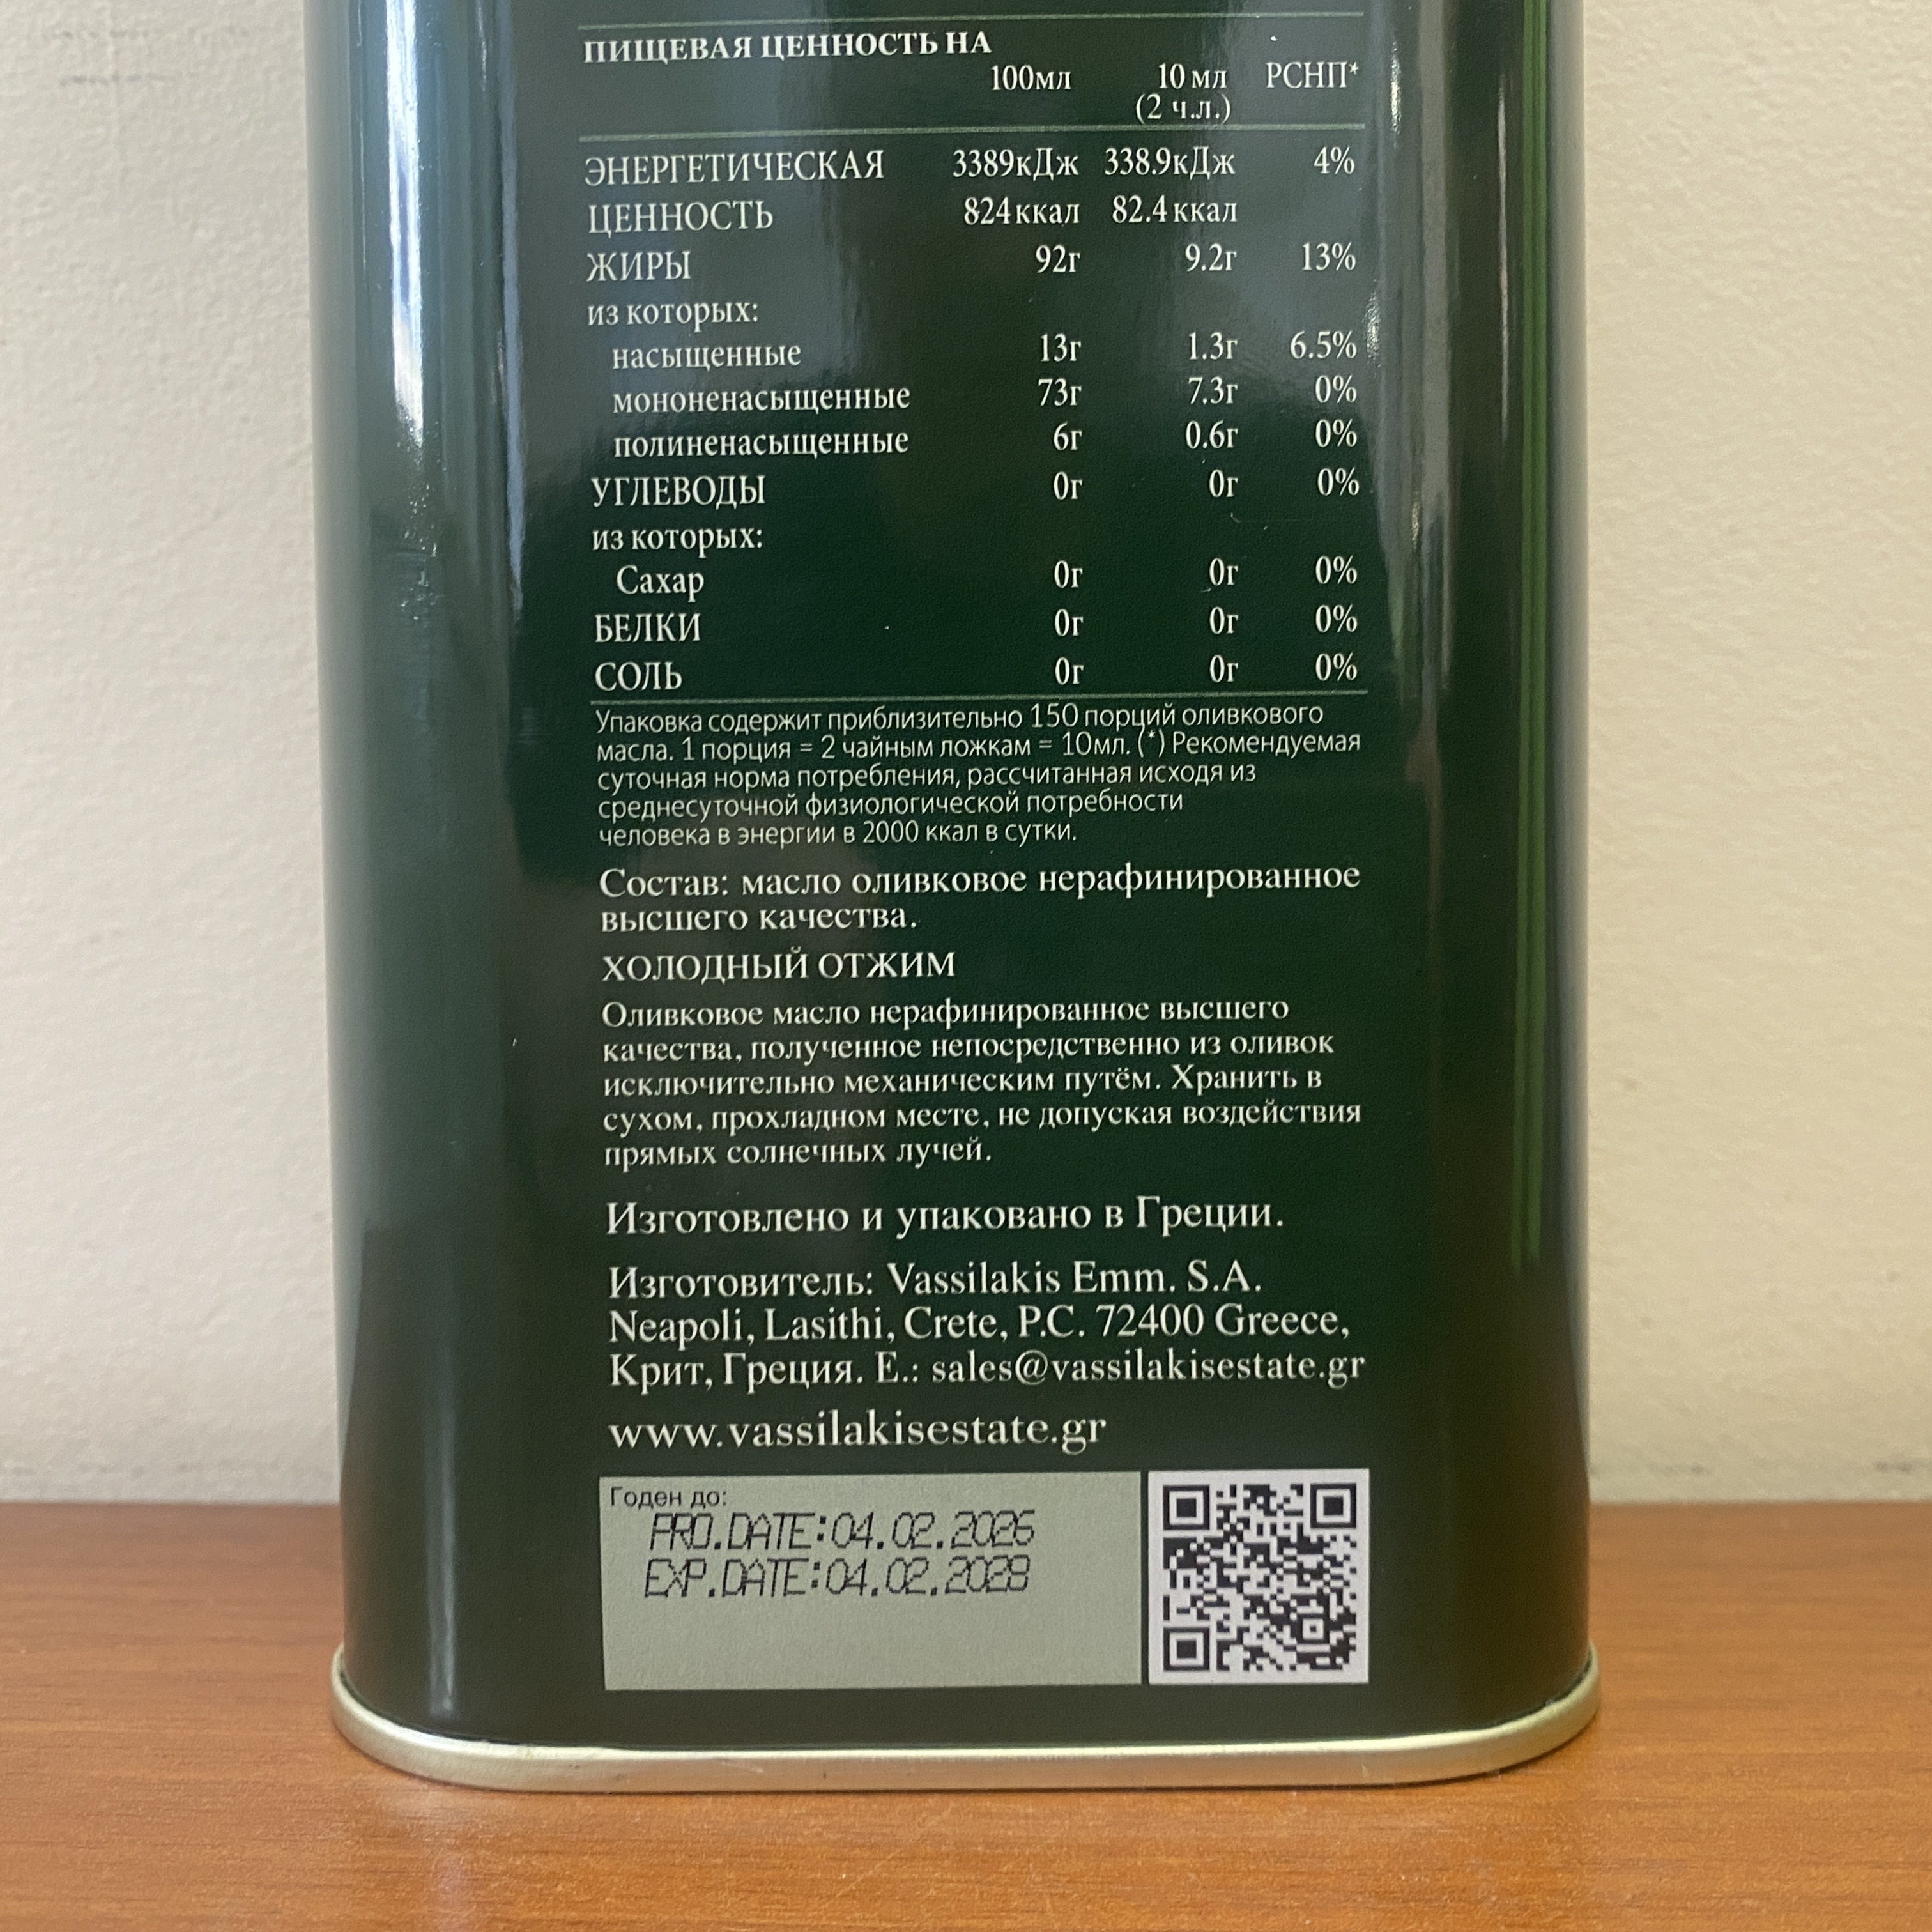 ПИЩЕВАЯ ЦЕННОСТЬ НА
100мл 10 мл РСНП*
(2 ч.л.)
ЭНЕРГЕТИЧЕСКАЯ 3389кДж 338.9кДж 4%
ЦЕННОСТЬ 824 ккал 82.4 ккал
ЖИРЫ 92г 9.2г 13%
из которых:
насыщенные 13г 1.3г 6.5%
мононенасыщенные 73г 7.3г 0%
полиненасыщенные 6г 0.6г 0%
УГЛЕВОДЫ 0г 0г 0%
из которых:
Сахар 0г 0г 0%
БЕЛКИ 0г 0г 0%
СОЛЬ 0г 0г 0%
Упаковка содержит приблизительно 150 порций оливкового
масла. 1 порция = 2 чайным ложкам = 10мл. (*) Рекомендуемая
суточная норма потребления, рассчитанная исходя из
среднесуточной физиологической потребности
человека в энергии в 2000 ккал в сутки.
Состав: масло оливковое нерафинированное
высшего качества.
ХОЛОДНЫЙ ОТЖИМ
Оливковое масло нерафинированное высшего
качества, полученное непосредственно из оливок
исключительно механическим путём. Хранить в
сухом, прохладном месте, не допуская воздействия
прямых солнечных лучей.
Изготовлено и упаковано в Греции.
Изготовитель: Vassilakis Emm. S.A.
Neapoli, Lasithi, Crete, P.C. 72400 Greece,
Крит, Греция. E.: sales@vassilakisestate.gr
www.vassilakisestate.gr
Годен до:
PRO.DATE:04.02.2026
EXP.DATE:04.02.2028